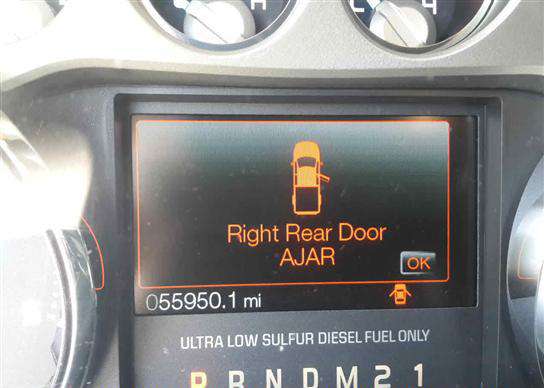 C H
Right Rear Door
AJAR
OK
055950.1 mi
ULTRA LOW SULFUR DIESEL FUEL ONLY
P R N D M 2 1